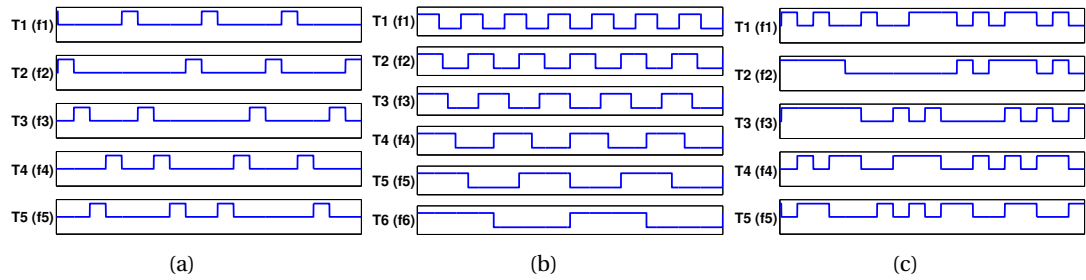 T1 (f1)
T2 (f2)
T3 (f3)
T4 (f4)
T5 (f5)
(a)
T1 (f1)
T2 (f2)
T3 (f3)
T4 (f4)
T5 (f5)
T6 (f6)
(b)
T1 (f1)
T2 (f2)
T3 (f3)
T4 (f4)
T5 (f5)
(c)